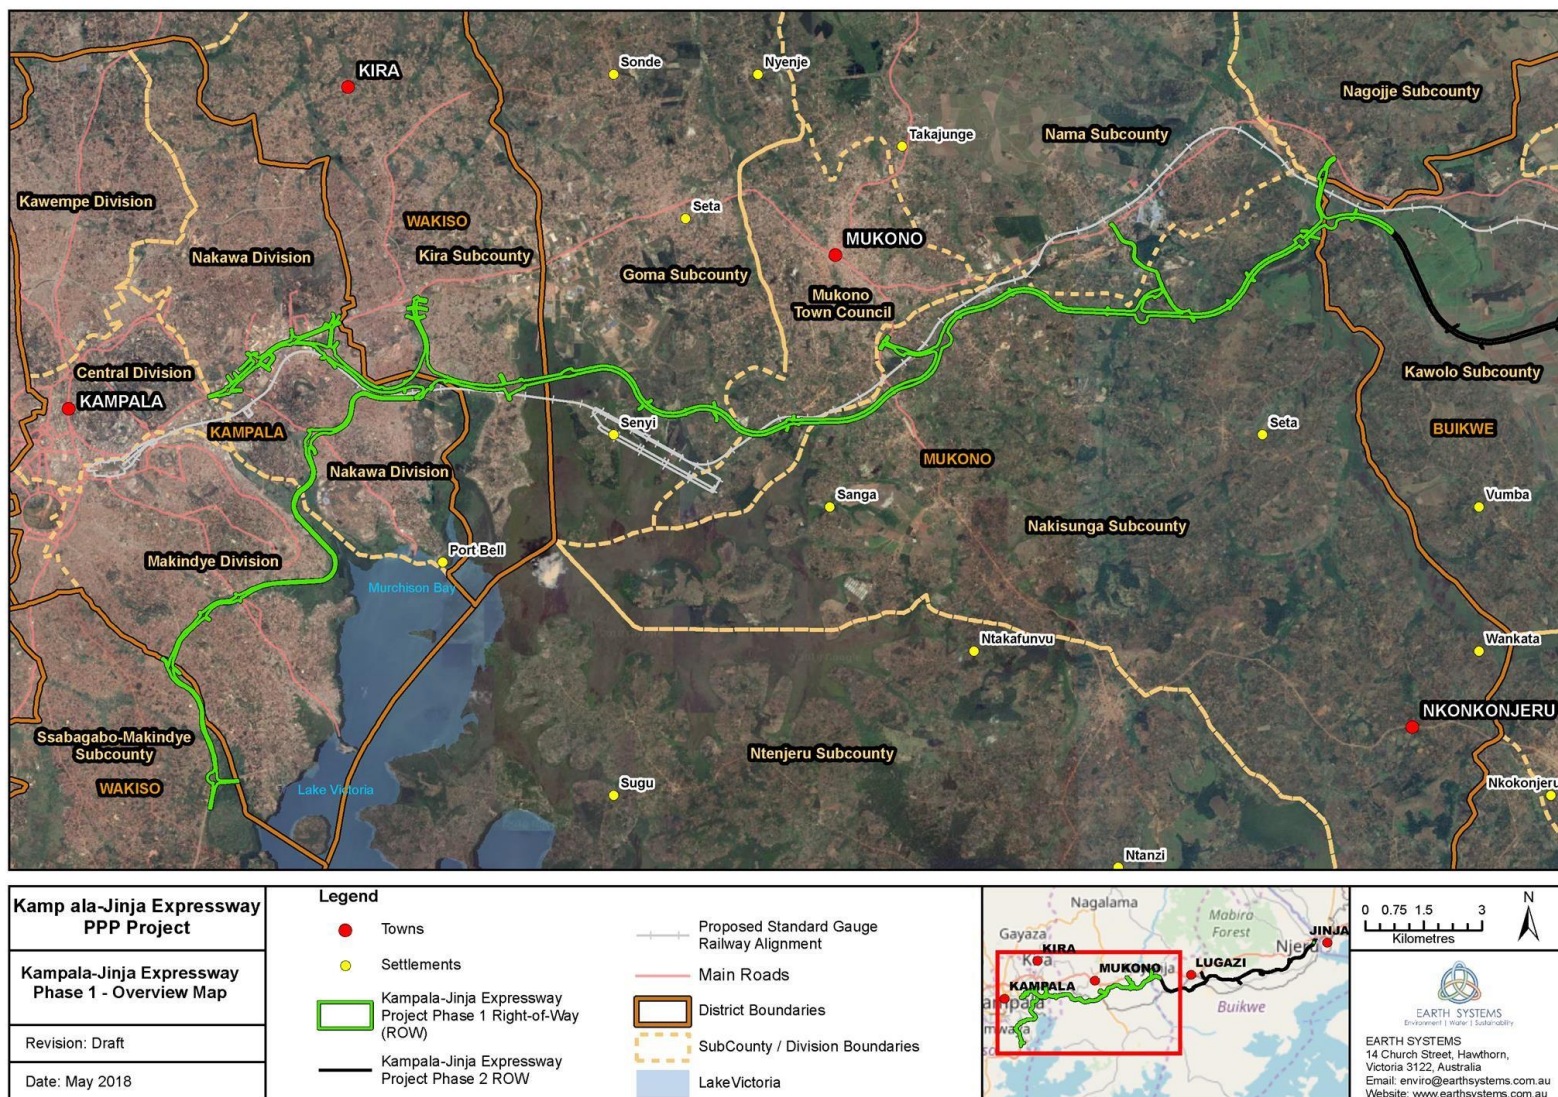 KIRA
Sonde
Nyenje
Nagojje Subcounty
Takajunge
Nama Subcounty
Kawempe Division
WAKISO
Seta
Nakawa Division
Kira Subcounty
MUKONO
Goma Subcounty
Mukono
Town Council
Central Division
Kawolo Subcounty
KAMPALA
KAMPALA
Senyi
Seta
BUIKWE
MUKONO
Nakawa Division
Sanga
Vumba
Nakisunga Subcounty
Port Bell
Makindye Division
Murchison Bay
Ntakafunvu
Wankata
NKONKONJERU
Ssabagabo-Makindye
Subcounty
Ntenjeru Subcounty
WAKISO
Lake Victoria
Sugu
Nkokonjeru
Ntanzi
Kamp ala-Jinja Expressway
PPP Project
Kampala-Jinja Expressway
Phase 1 - Overview Map
Revision: Draft
Date: May 2018
Legend
Towns
Settlements
Kampala-Jinja Expressway
Project Phase 1 Right-of-Way
(ROW)
Kampala-Jinja Expressway
Project Phase 2 ROW
Proposed Standard Gauge
Railway Alignment
Main Roads
District Boundaries
SubCounty / Division Boundaries
LakeVictoria
Nagalama
Mabira
Forest
Gayaza
KIRA
JINJA
Njeru
LUGAZI
MUKONO
KAMPALA
Buikwe
0 0.75 1.5 3
Kilometres
N
EARTH SYSTEMS
Environment | Water | Sustainability
EARTH SYSTEMS
14 Church Street, Hawthorn,
Victoria 3122, Australia
Email: enviro@earthsystems.com.au
Website: www.earthsystems.com.au